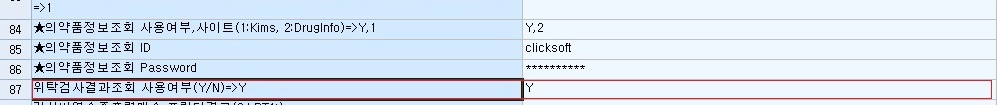 =>1
84 ★의약품정보조회 사용여부,사이트(1:Kims, 2:DrugInfo)=>Y,1 Y,2
85 ★의약품정보조회 ID clicksoft
86 ★의약품정보조회 Password **********
87 위탁검사결과조회 사용여부(Y/N)=>Y Y